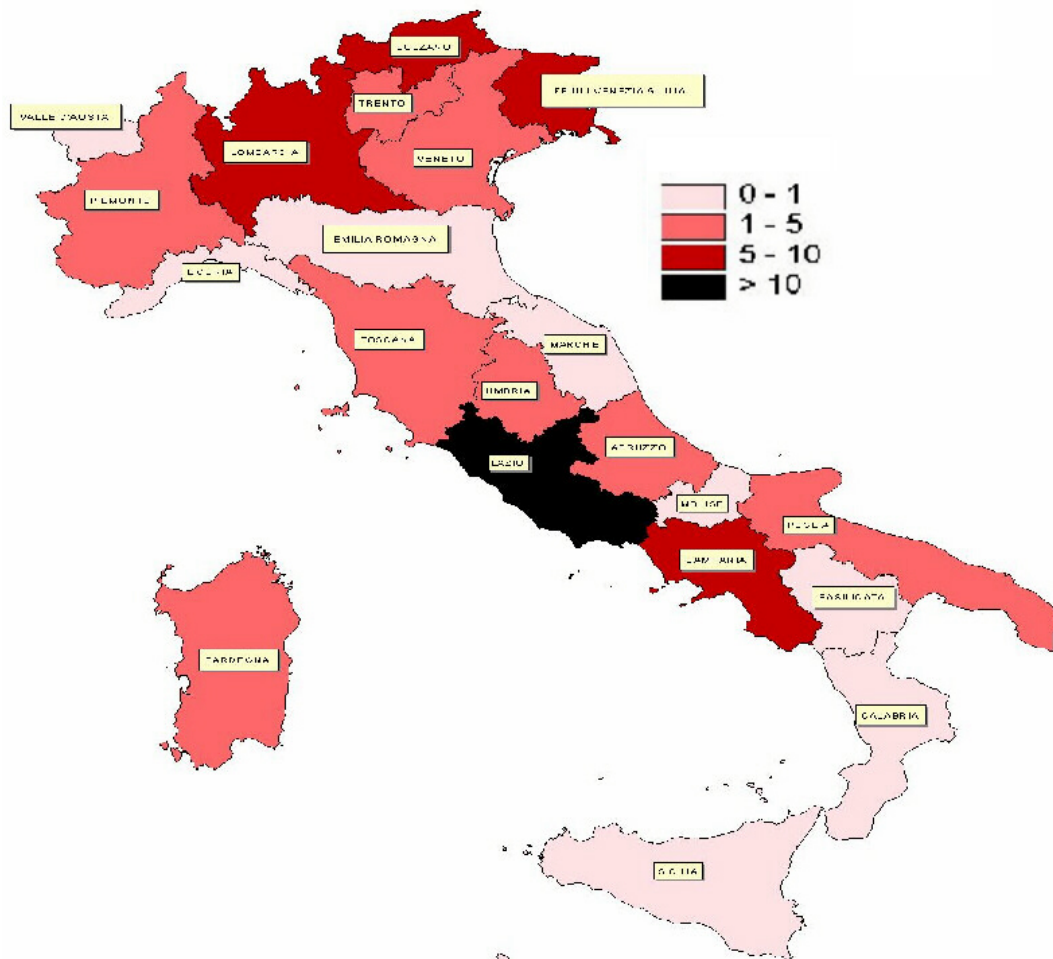 BOLZANO
TRENTO
FRIULI VENEZIA GIULIA
VALLE D'AOSTA
LOMBARDIA
VENETO
PIEMONTE
EMILIA ROMAGNA
LIGURIA
TOSCANA
MARCHE
UMBRIA
LAZIO
ABRUZZO
MOLISE
PUGLIA
CAMPANIA
BASILICATA
SARDEGNA
CALABRIA
SICILIA
0 - 1
1 - 5
5 - 10
> 10